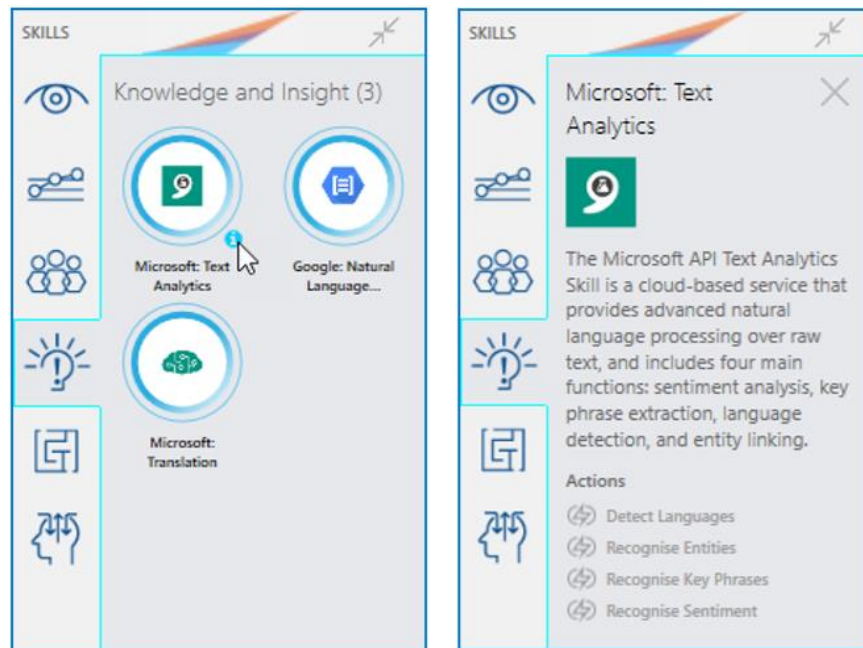 SKILLS
Knowledge and Insight (3)
Microsoft: Text
Analytics
Google: Natural
Language...
Microsoft:
Translation
SKILLS
Microsoft: Text
Analytics
The Microsoft API Text Analytics
Skill is a cloud-based service that
provides advanced natural
language processing over raw
text, and includes four main
functions: sentiment analysis, key
phrase extraction, language
detection, and entity linking.
Actions
Detect Languages
Recognise Entities
Recognise Key Phrases
Recognise Sentiment